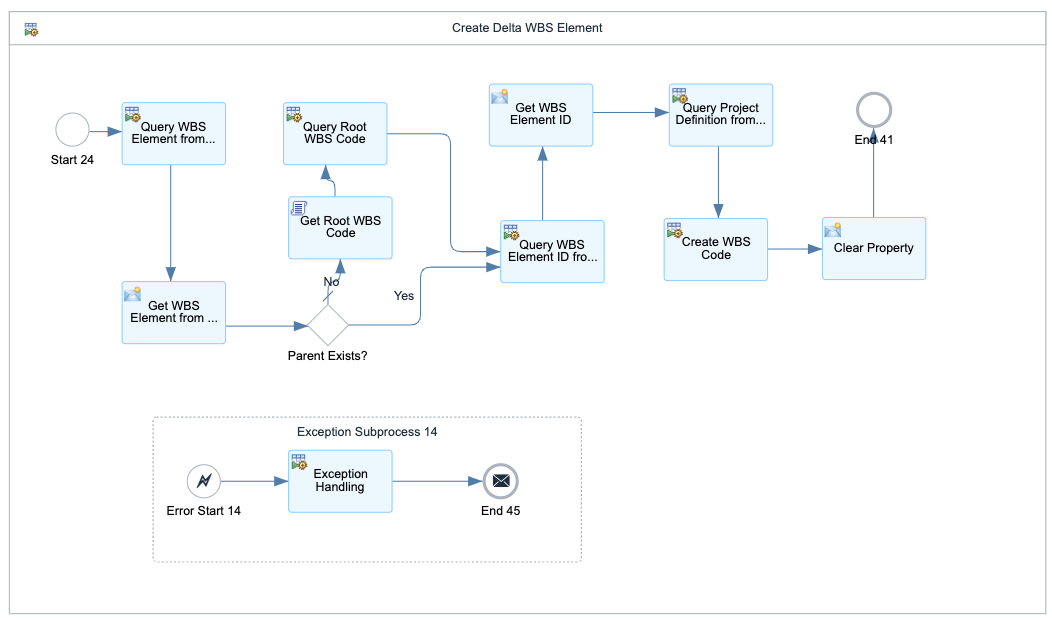 Create Delta WBS Element
Start 24
Query WBS
Element from...
Get WBS
Element from ...
Query Root
WBS Code
Get Root WBS
Code
No
Yes
Parent Exists?
Get WBS
Element ID
Query WBS
Element ID fro...
Query Project
Definition from...
Create WBS
Code
Clear Property
End 41
Exception Subprocess 14
Error Start 14
Exception
Handling
End 45